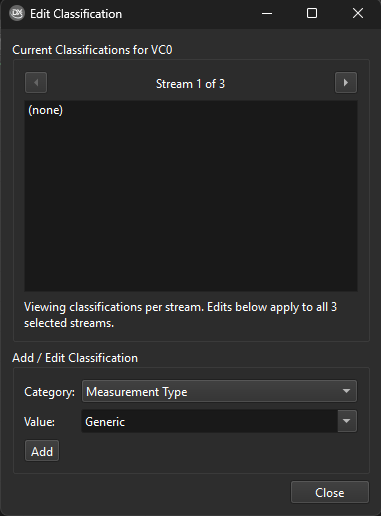 Edit Classification
Current Classifications for VC0
Stream 1 of 3
(none)
Viewing classifications per stream. Edits below apply to all 3
selected streams.
Add / Edit Classification
Category: Measurement Type
Value: Generic
Add
Close